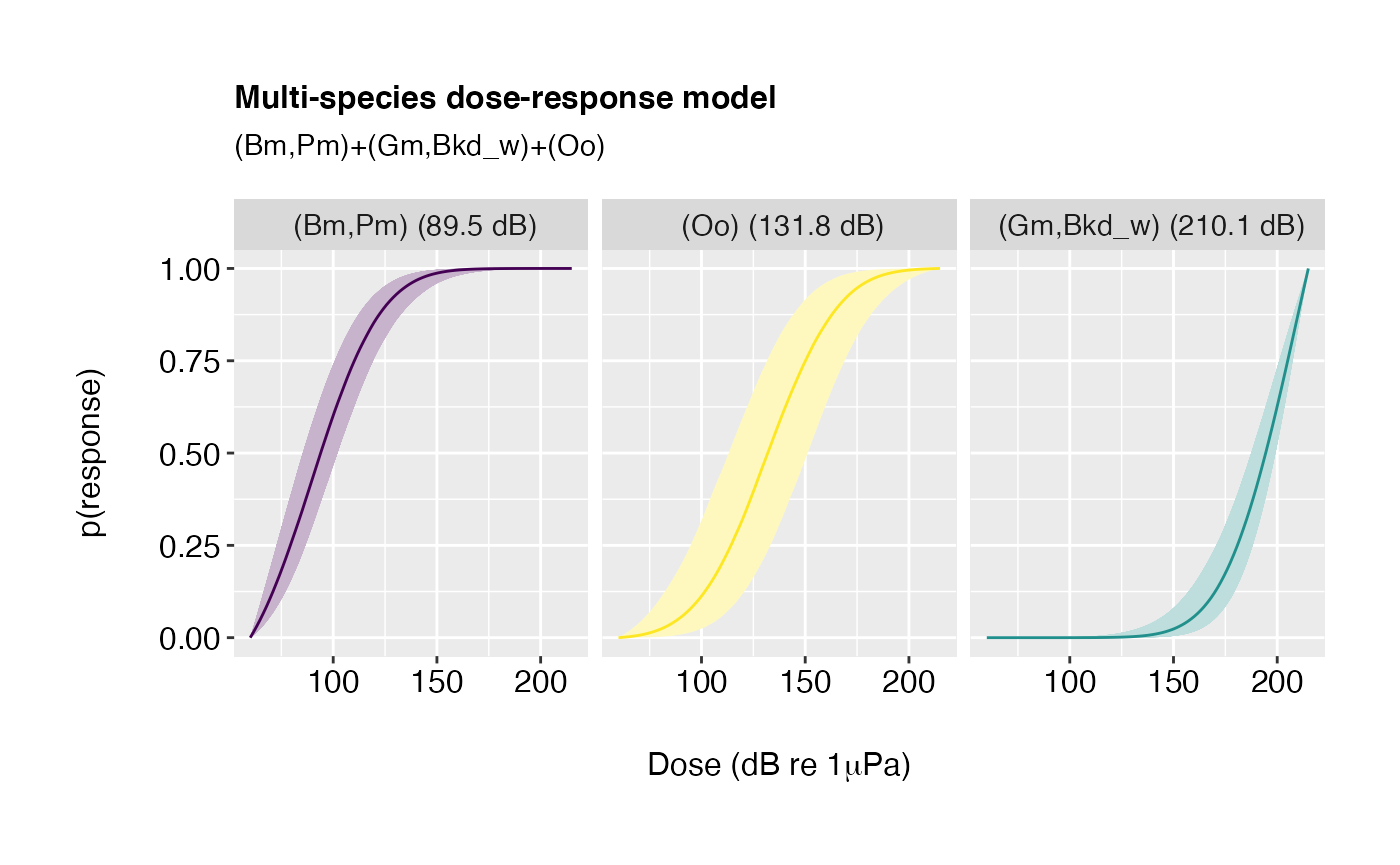 Multi-species dose-response model
(Bm,Pm)+(Gm,Bkd_w)+(Oo)
(Bm,Pm) (89.5 dB) (Oo) (131.8 dB) (Gm,Bkd_w) (210.1 dB)
1.00
0.75
0.50
0.25
0.00
p(response)
100 150 200 100 150 200 100 150 200
Dose (dB re 1μPa)